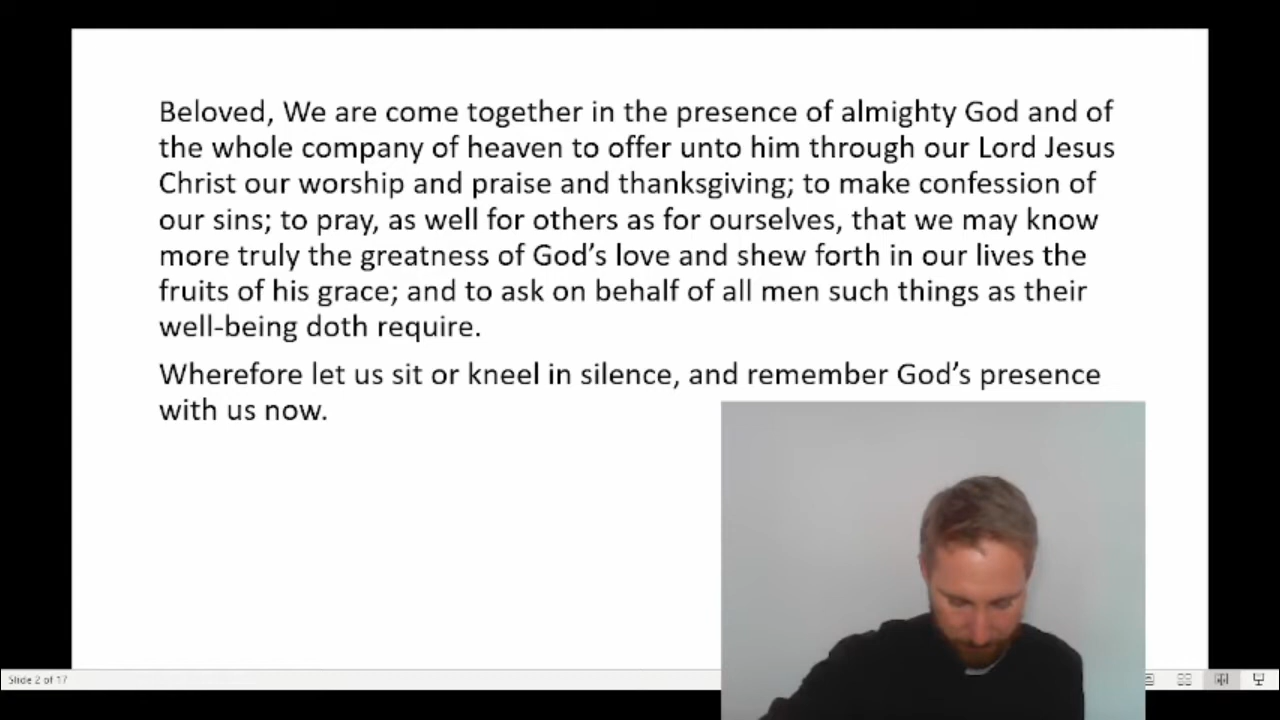 Beloved, We are come together in the presence of almighty God and of
the whole company of heaven to offer unto him through our Lord Jesus
Christ our worship and praise and thanksgiving; to make confession of
our sins; to pray, as well for others as for ourselves, that we may know
more truly the greatness of God’s love and shew forth in our lives the
fruits of his grace; and to ask on behalf of all men such things as their
well-being doth require.
Wherefore let us sit or kneel in silence, and remember God’s presence
with us now.
Slide 2 of 17